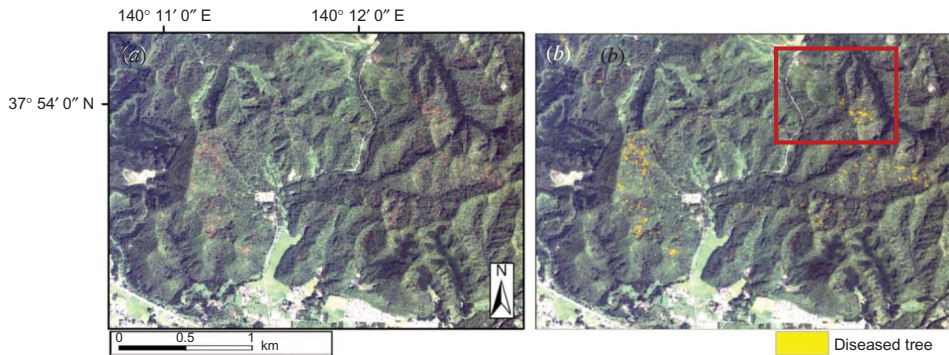 140° 11′ 0″ E
140° 12′ 0″ E
37° 54′ 0″ N
(a)
(b)
(b)
N
0 0.5 1
km
Diseased tree